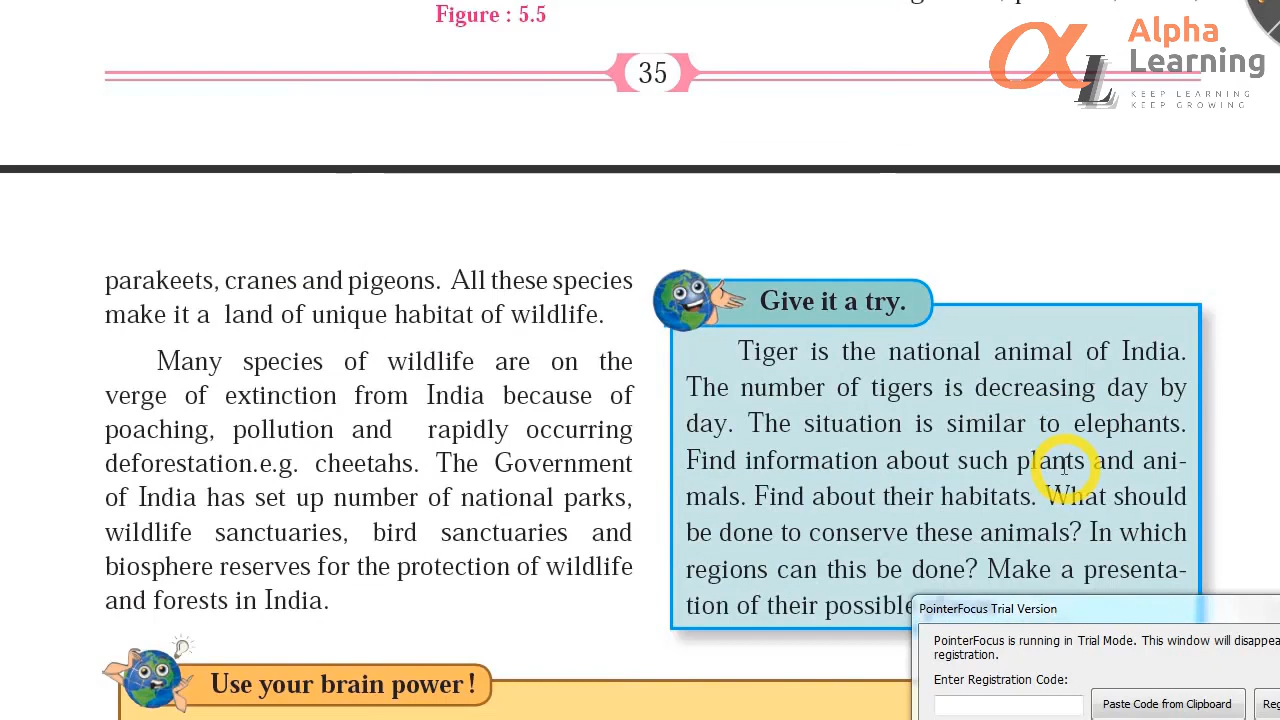 Figure : 5.5
Alpha
Learning
KEEP LEARNING
KEEP GROWING
35
parakeets, cranes and pigeons. All these species
make it a land of unique habitat of wildlife.
Many species of wildlife are on the
verge of extinction from India because of
poaching, pollution and rapidly occurring
deforestation.e.g. cheetahs. The Government
of India has set up number of national parks,
wildlife sanctuaries, bird sanctuaries and
biosphere reserves for the protection of wildlife
and forests in India.
Give it a try.
Tiger is the national animal of India.
The number of tigers is decreasing day by
day. The situation is similar to elephants.
Find information about such plants and ani-
mals. Find about their habitats. What should
be done to conserve these animals? In which
regions can this be done? Make a presenta-
tion of their possible
Use your brain power !
PointerFocus Trial Version
PointerFocus is running in Trial Mode. This window will disappea
registration.
Enter Registration Code:
Paste Code from Clipboard